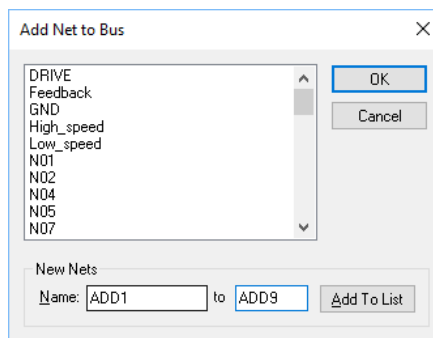 Add Net to Bus
DRIVE
Feedback
GND
High_speed
Low_speed
N01
N02
N04
N05
N07
OK
Cancel
New Nets
Name: ADD1 to ADD9 Add To List